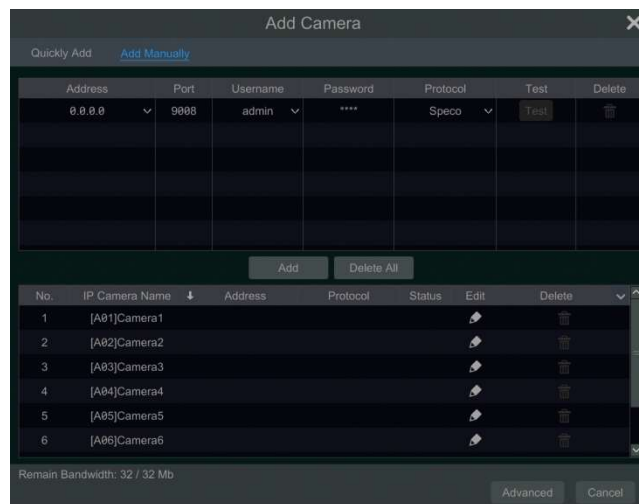 Add Camera
Quickly Add Add Manually
Address Port Username Password Protocol Test Delete
0.0.0.0 9008 admin **** Speco Test
Add Delete All
No. IP Camera Name Address Protocol Status Edit Delete
1 [A01]Camera1
2 [A02]Camera2
3 [A03]Camera3
4 [A04]Camera4
5 [A05]Camera5
6 [A06]Camera6
Remain Bandwidth: 32 / 32 Mb
Advanced Cancel